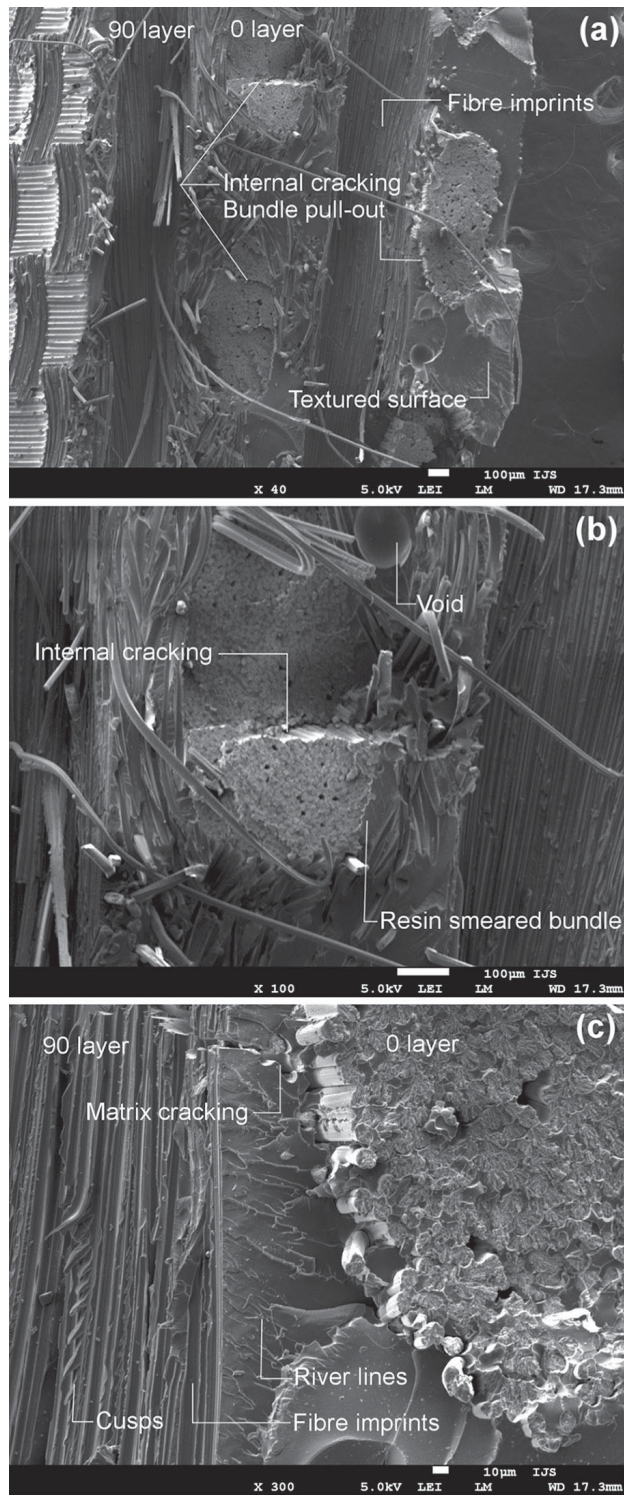 90 layer 0 layer (a)
Fibre imprints
Internal cracking
Bundle pull-out
Textured surface
100µm IJS
X 40 5.0kV LEI LM WD 17.3mm
(b)
Void
Internal cracking
Resin smeared bundle
100µm IJS
X 100 5.0kV LEI LM WD 17.3mm
(c)
90 layer 0 layer
Matrix cracking
River lines
Cusps Fibre imprints
10µm IJS
X 300 5.0kV LEI LM WD 17.3mm